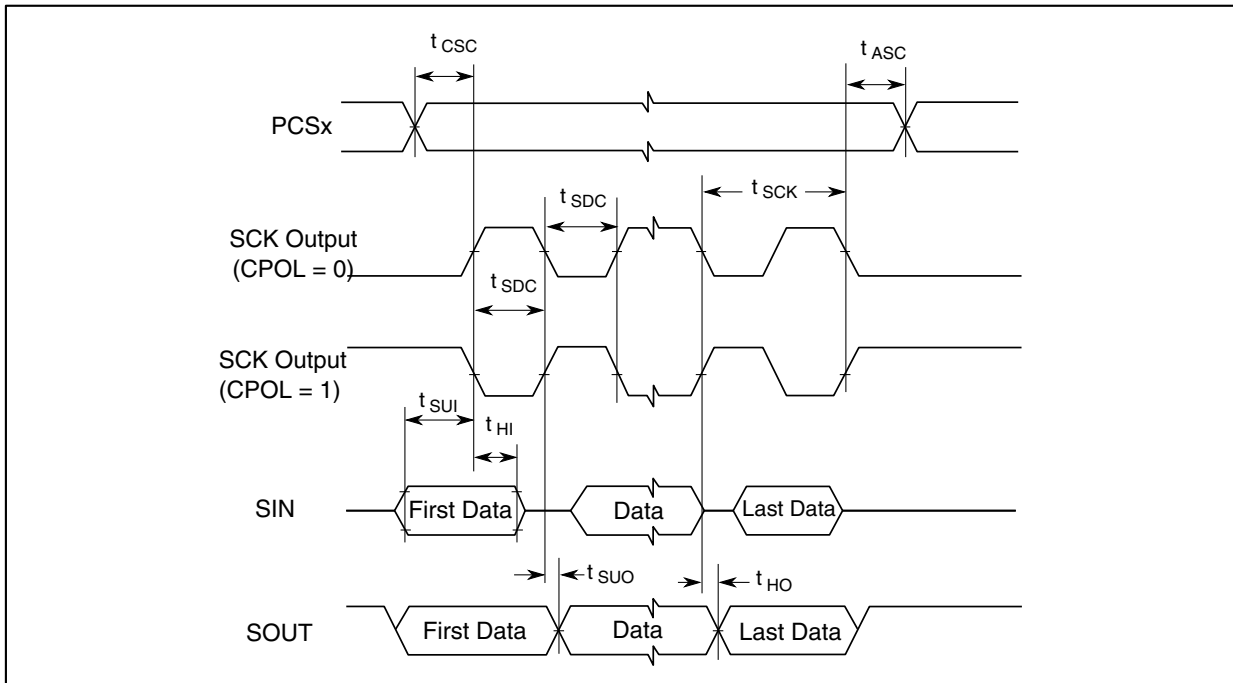 t CSC
t ASC
PCSx
t SCK
t SDC
SCK Output
(CPOL = 0)
t SDC
SCK Output
(CPOL = 1)
t SUI
t HI
SIN
First Data
Data
Last Data
t SUO
t HO
SOUT
First Data
Data
Last Data